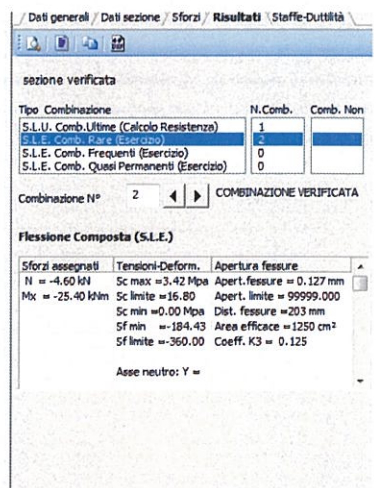 Dati generali / Dati sezione / Sforzi / Risultati \ Staffe-Duttilità
sezione verificata
Tipo Combinazione N.Comb. Comb. Non
S.L.U. Comb.Ultime (Calcolo Resistenza) 1
S.L.E. Comb. Rare (Esercizio) 2
S.L.E. Comb. Frequenti (Esercizio) 0
S.L.E. Comb. Quasi Permanenti (Esercizio) 0
Combinazione N° 2 COMBINAZIONE VERIFICATA
Flessione Composta (S.L.E.)
Sforzi assegnati Tensioni-Deform. Apertura fessure
N = -4.60 kN Sc max =3.42 Mpa Apert.fessure = 0.127 mm
Mx = -25.40 kNm Sc limite =16.80 Apert. limite = 99999.000
Sc min =0.00 Mpa Dist. fessure =203 mm
Sf min =-184.43 Area efficace =1250 cm²
Sf limite =-360.00 Coeff. K3 = 0.125
Asse neutro: Y =